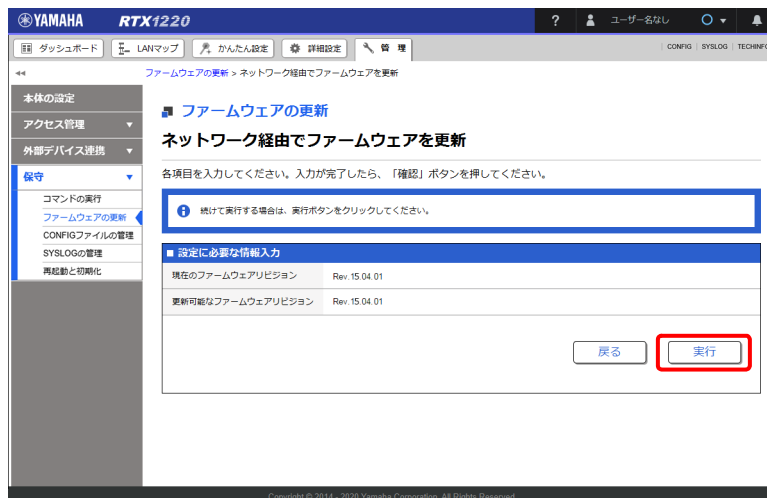 YAMAHA RTX1220 ? ユーザー名なし
ダッシュボード LANマップ かんたん設定 詳細設定 管 理 CONFIG SYSLOG TECHINFO
ファームウェアの更新 > ネットワーク経由でファームウェアを更新
本体の設定
アクセス管理
外部デバイス連携
保守
コマンドの実行
ファームウェアの更新
CONFIGファイルの管理
SYSLOGの管理
再起動と初期化
ファームウェアの更新
ネットワーク経由でファームウェアを更新
各項目を入力してください。入力が完了したら、「確認」ボタンを押してください。
続けて実行する場合は、実行ボタンをクリックしてください。
■ 設定に必要な情報入力
現在のファームウェアリビジョン Rev.15.04.01
更新可能なファームウェアリビジョン Rev.15.04.01
戻る 実行
Copyright © 2014 - 2020 Yamaha Corporation. All Rights Reserved.